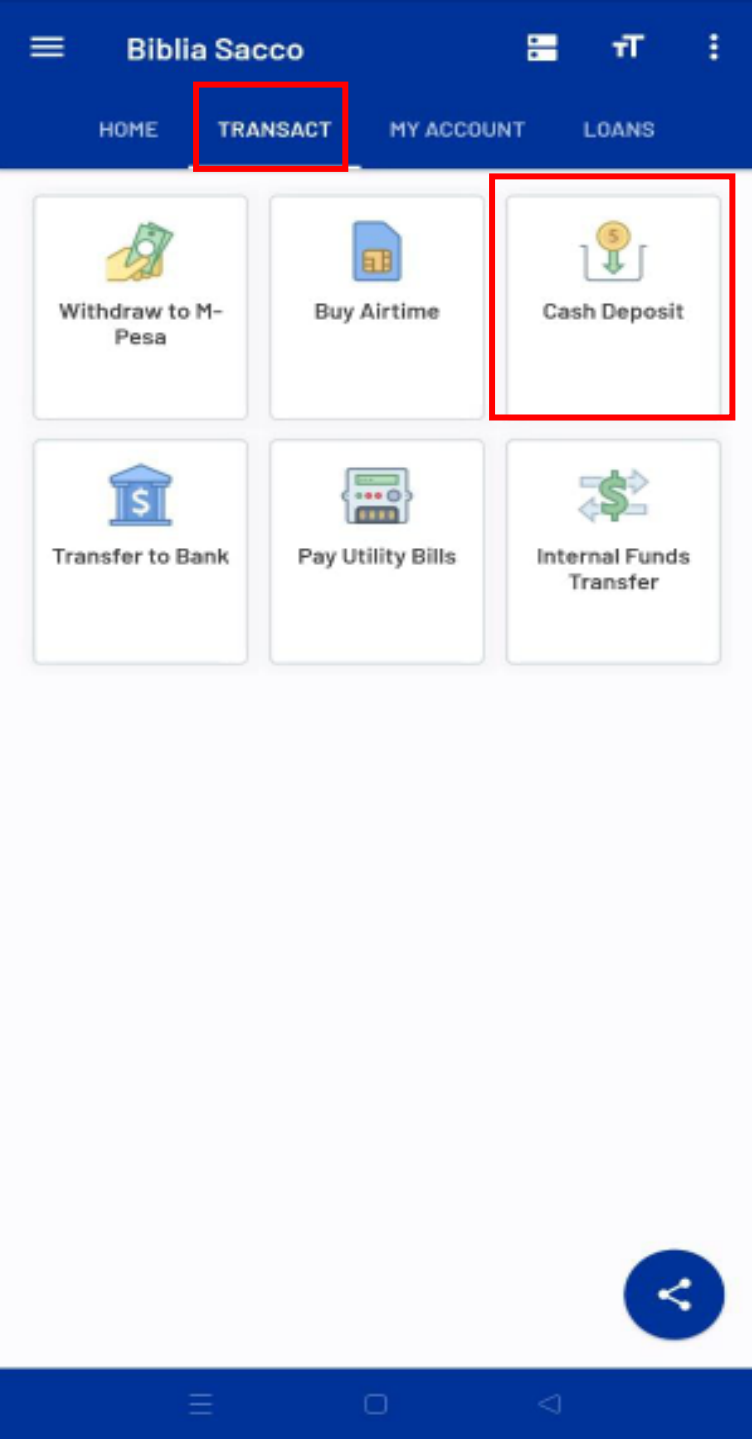 Biblia Sacco
HOME TRANSACT MY ACCOUNT LOANS
Withdraw to M-
Pesa
Buy Airtime
Cash Deposit
Transfer to Bank
Pay Utility Bills
Internal Funds
Transfer